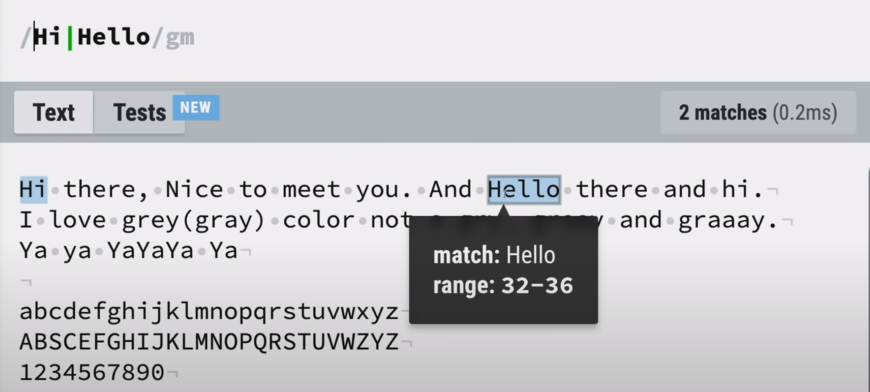 /Hi|Hello/gm
Text Tests NEW 2 matches (0.2ms)
Hi there, Nice to meet you. And Hello there and hi.
I love grey(gray) color not and graaay.
Ya ya YaYaYa Ya
match: Hello
range: 32-36
abcdefghijklmnopqrstuvwxyz
ABSCEFGHIJKLMNOPQRSTUVWZYZ
1234567890